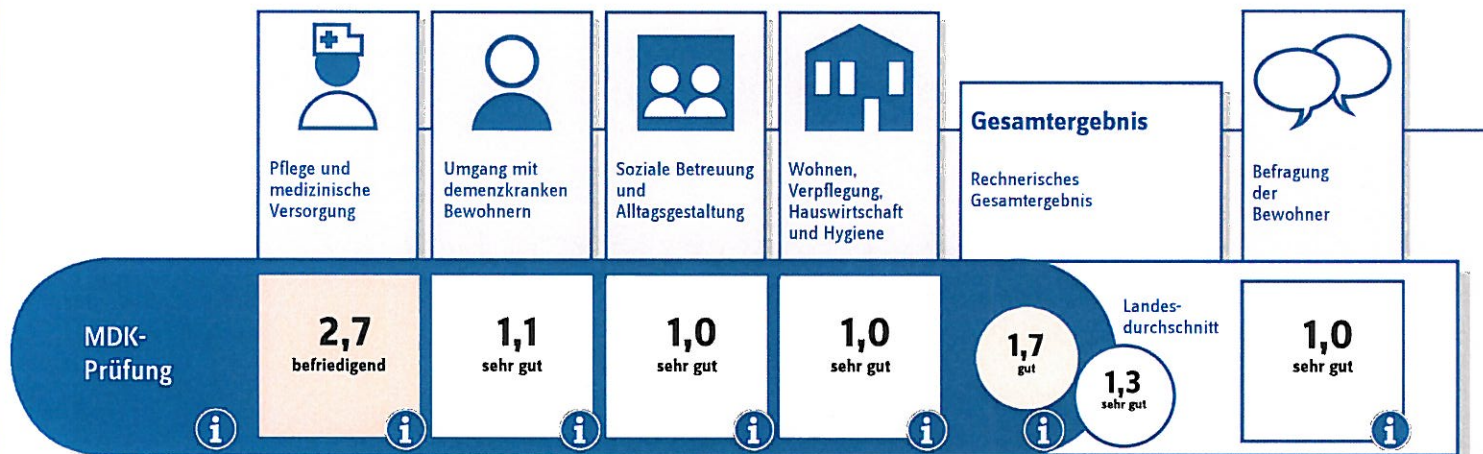 Pflege und
medizinische
Versorgung
Umgang mit
demenzkranken
Bewohnern
Soziale Betreuung
und
Alltagsgestaltung
Wohnen,
Verpflegung,
Hauswirtschaft
und Hygiene
Gesamtergebnis
Rechnerisches
Gesamtergebnis
Befragung
der
Bewohner
MDK-
Prüfung
i
2,7
befriedigend
i
1,1
sehr gut
i
1,0
sehr gut
i
1,0
sehr gut
i
1,7
gut
i
Landes-
durchschnitt
1,3
sehr gut
1,0
sehr gut
i